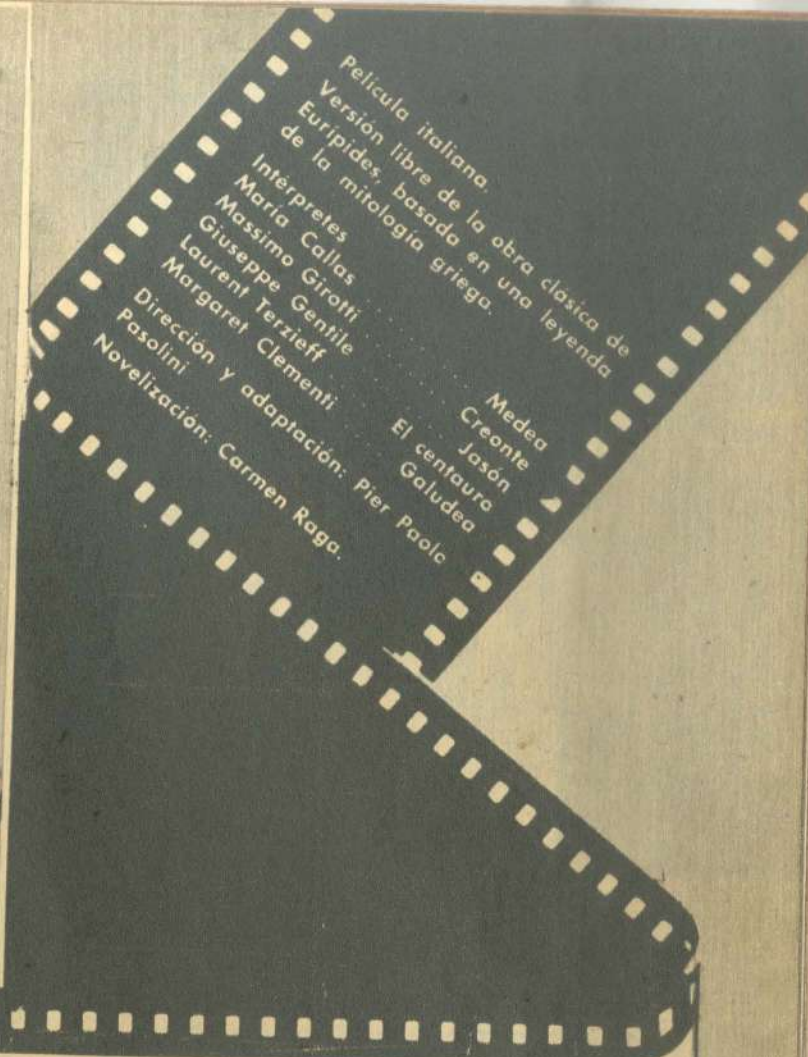 Película italiana.
Versión libre de la obra clásica de
Eurípides, basada en una leyenda
de la mitología griega.
Intérpretes
María Callas . . . . . . . . Medea
Massimo Girotti . . . . . . . Creonte
Giuseppe Gentile . . . . . . . Jasón
Laurent Terzieff . . . . El centauro
Margaret Clementi . . . . Galudea
Dirección y adaptación: Pier Paolo
Pasolini
Novelización: Carmen Raga.